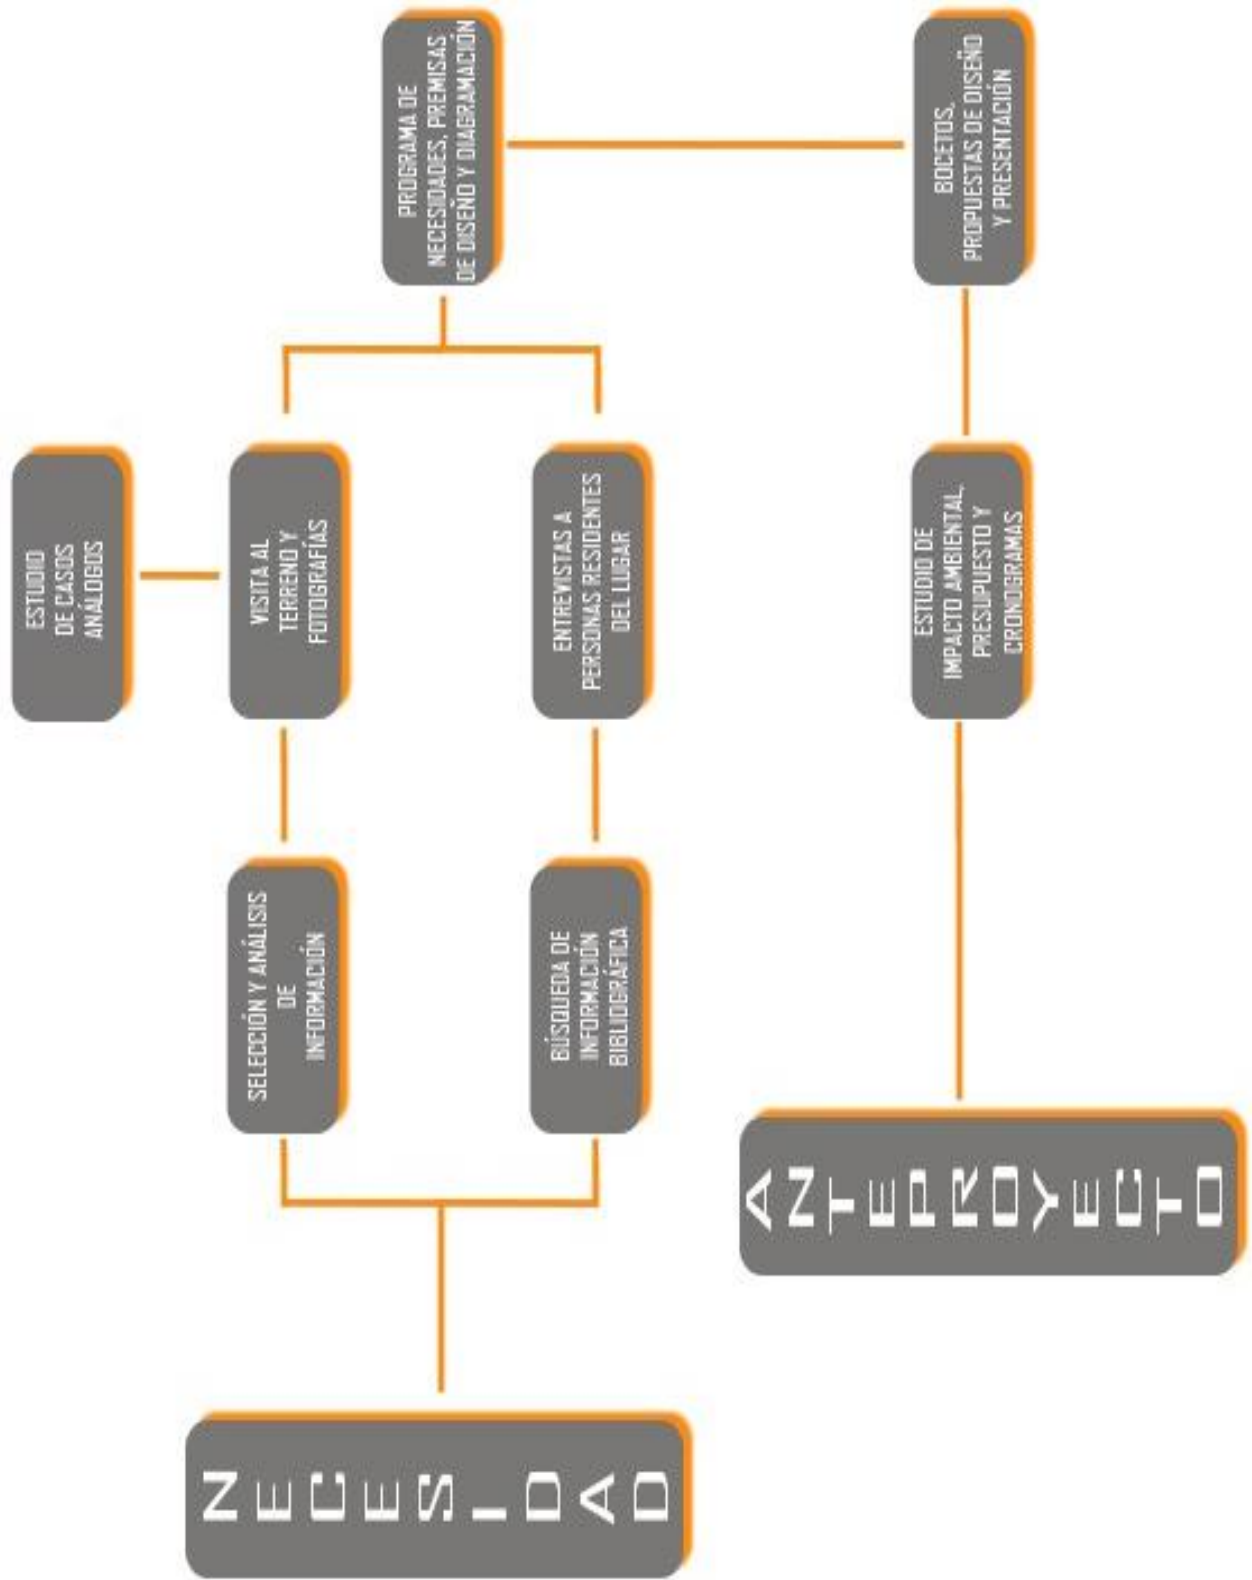 NECESIDAD
SELECCIÓN Y ANÁLISIS
DE
INFORMACIÓN
BÚSQUEDA DE
INFORMACIÓN
BIBLIOGRÁFICA
ESTUDIO
DE CASOS
ANÁLOGOS
VISITA AL
TERRENO Y
FOTOGRAFÍAS
ENTREVISTAS A
PERSONAS RESIDENTES
DEL LUGAR
PROGRAMA DE
NECESIDADES, PREMISAS
DE DISEÑO Y DIAGRAMACIÓN
BOCETOS,
PROPUESTAS DE DISEÑO
Y PRESENTACIÓN
ESTUDIO DE
IMPACTO AMBIENTAL,
PRESUPUESTO Y
CRONOGRAMAS
ANTEPROYECTO